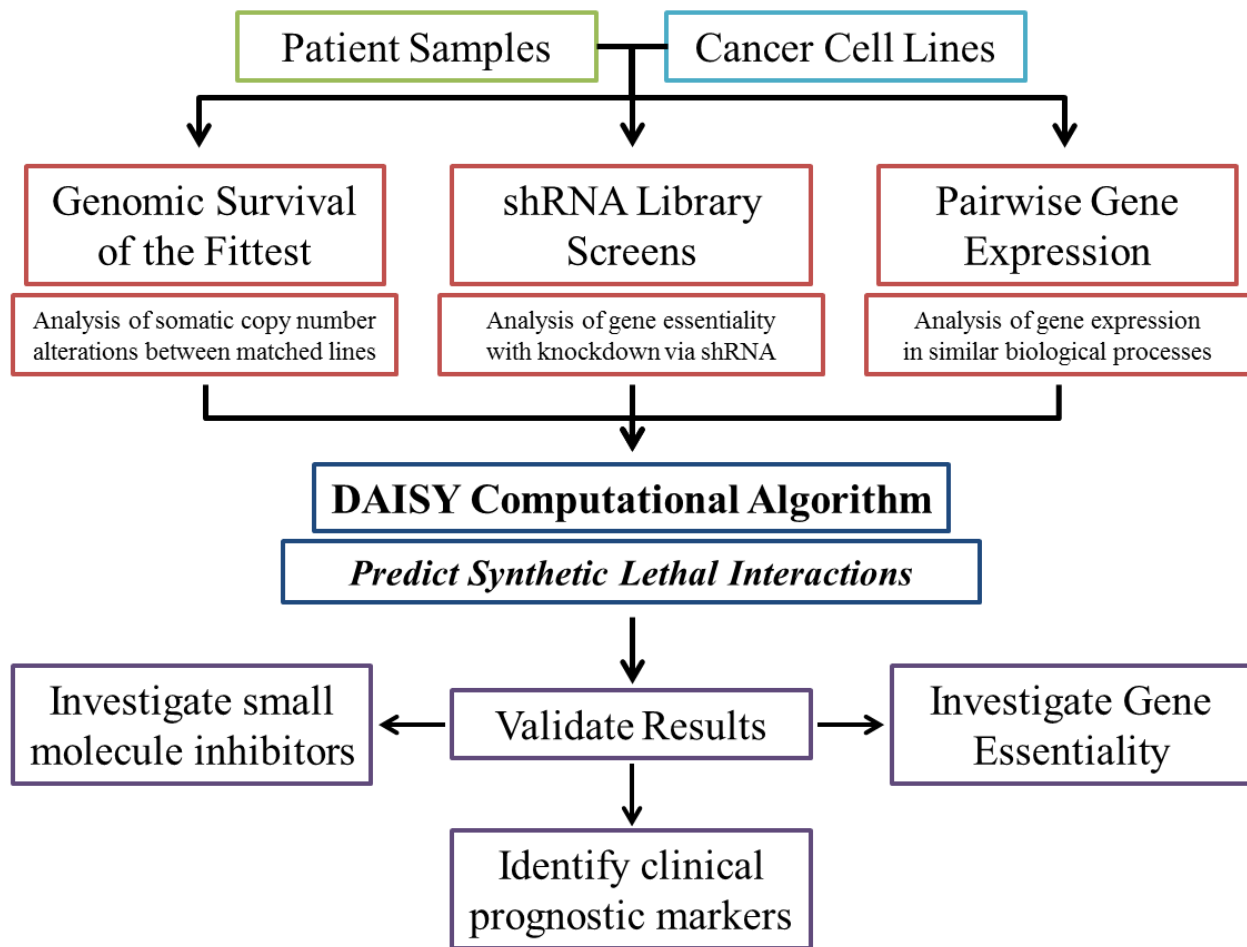 Patient Samples
Cancer Cell Lines
Genomic Survival
of the Fittest
shRNA Library
Screens
Pairwise Gene
Expression
Analysis of somatic copy number
alterations between matched lines
Analysis of gene essentiality
with knockdown via shRNA
Analysis of gene expression
in similar biological processes
DAISY Computational Algorithm
Predict Synthetic Lethal Interactions
Investigate small
molecule inhibitors
Validate Results
Investigate Gene
Essentiality
Identify clinical
prognostic markers